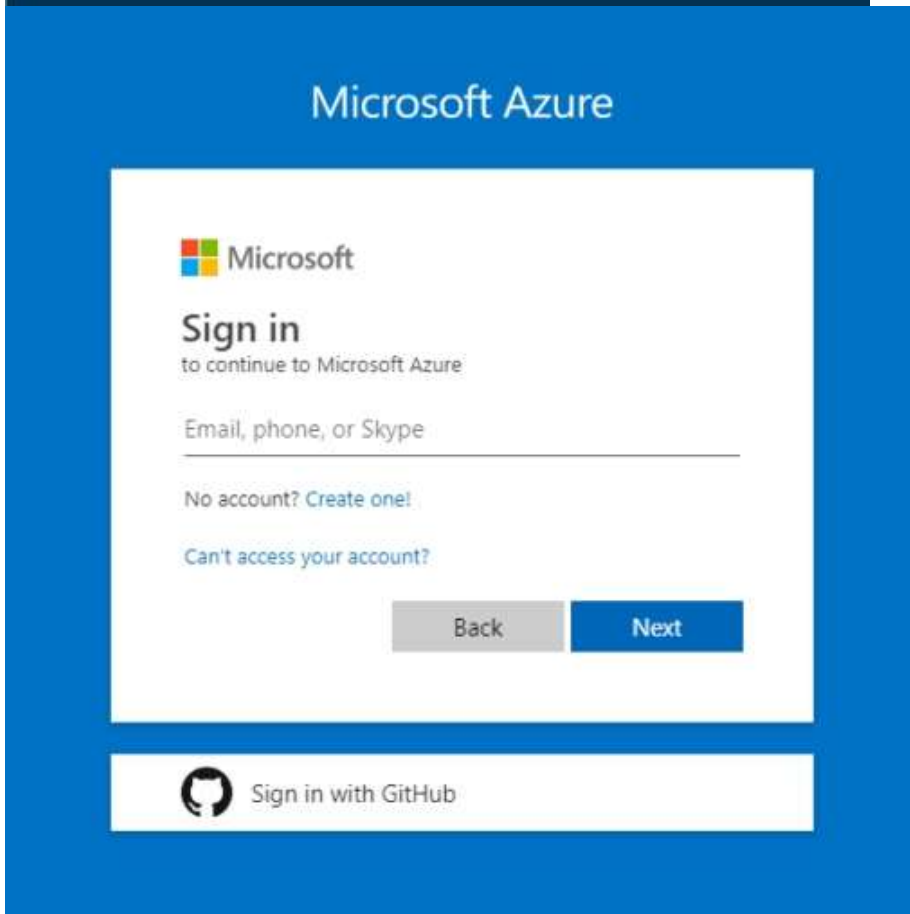 Microsoft Azure
Microsoft
Sign in
to continue to Microsoft Azure
Email, phone, or Skype
No account? Create one!
Can't access your account?
Back Next
Sign in with GitHub